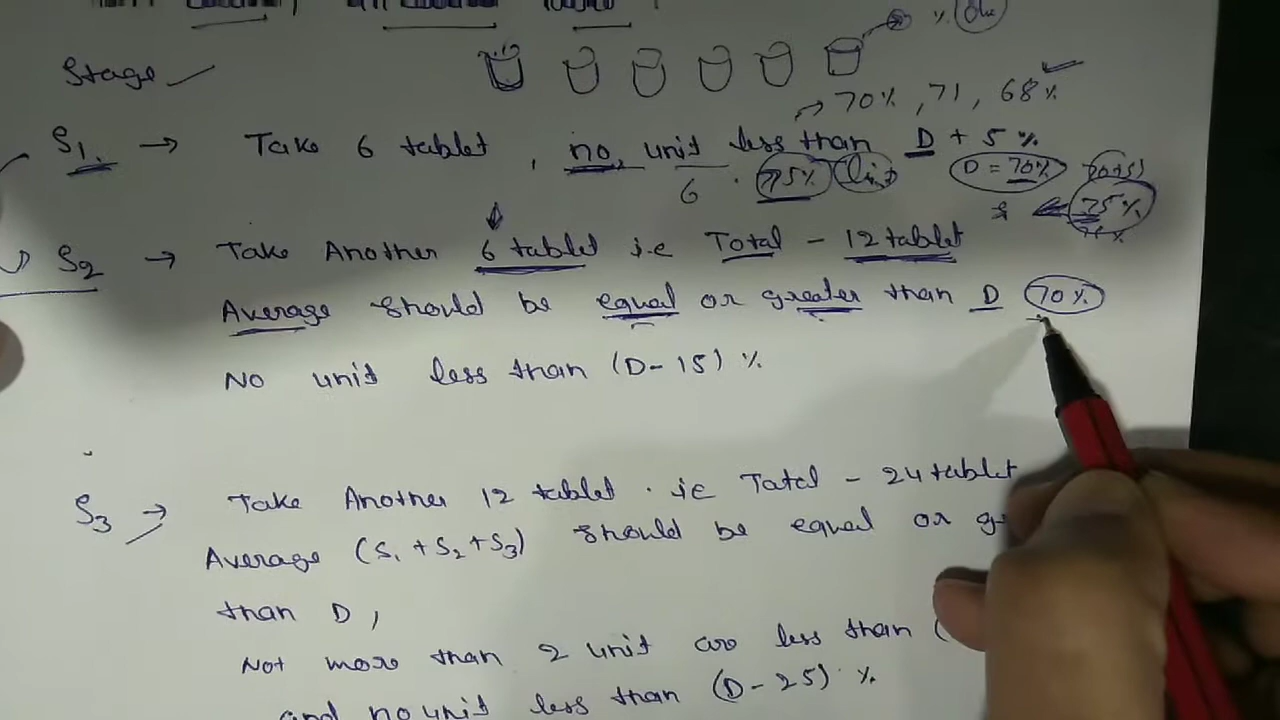 % Ok
Stage
70%, 71, 68%
S1. → Take 6 tablet, no, unit less than D + 5%
6 . 75% D = 70%
75%
S2 → Take Another 6 tablet i.e Total - 12 tablet
Average should be equal or greater than D 70%
No unit less than (D-15) %
S3 → Take Another 12 tablet. ie Total - 24 tablet
Average (S1 + S2 + S3) should be equal or
than D,
Not more than 2 unit are less than (
and no unit less than (D-25) %